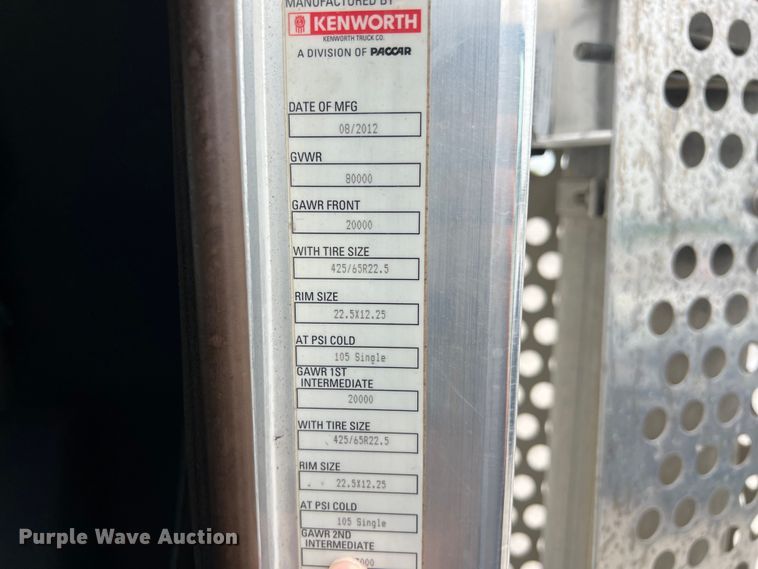 MANUFACTURED BY
KENWORTH
KENWORTH TRUCK CO.
A DIVISION OF PACCAR
DATE OF MFG
08/2012
GVWR
80000
GAWR FRONT
20000
WITH TIRE SIZE
425/65R22.5
RIM SIZE
22.5X12.25
AT PSI COLD
105 Single
GAWR 1ST
INTERMEDIATE
20000
WITH TIRE SIZE
425/65R22.5
RIM SIZE
22.5X12.25
AT PSI COLD
105 Single
GAWR 2ND
INTERMEDIATE
Purple Wave Auction